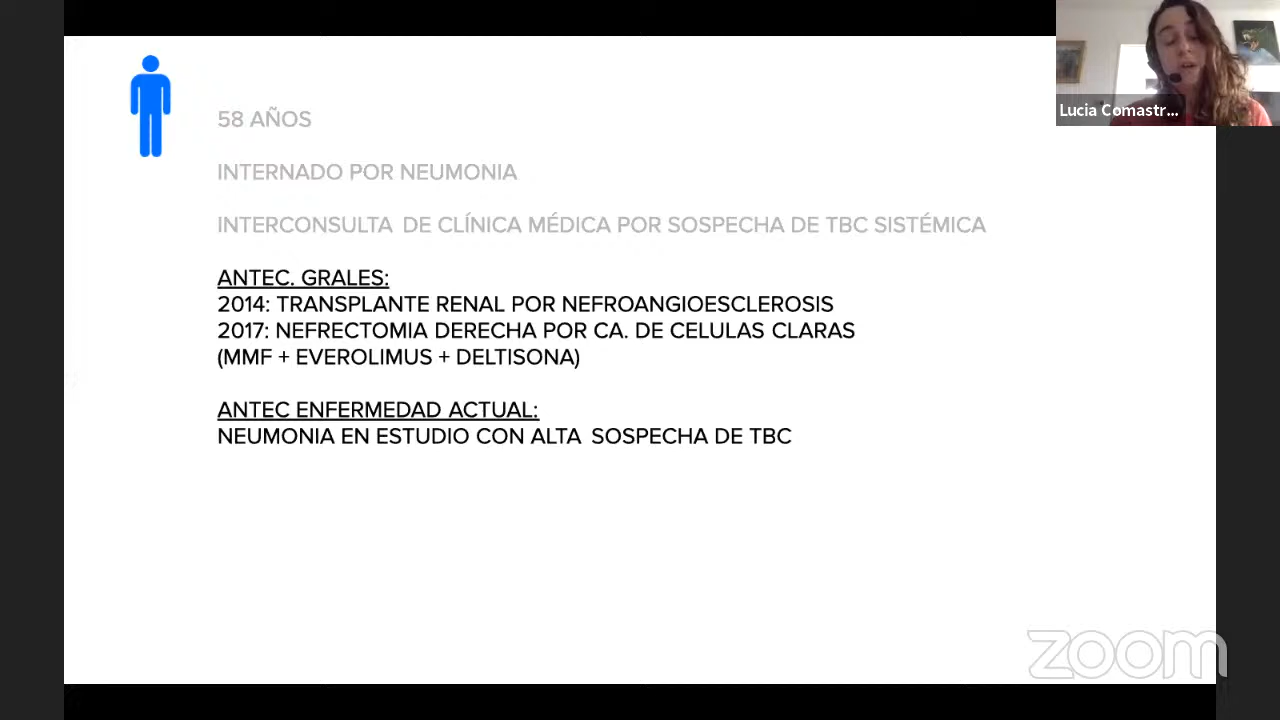 58 AÑOS
INTERNADO POR NEUMONIA
INTERCONSULTA DE CLÍNICA MÉDICA POR SOSPECHA DE TBC SISTÉMICA
ANTEC. GRALES:
2014: TRANSPLANTE RENAL POR NEFROANGIOESCLEROSIS
2017: NEFRECTOMIA DERECHA POR CA. DE CELULAS CLARAS
(MMF + EVEROLIMUS + DELTISONA)
ANTEC ENFERMEDAD ACTUAL:
NEUMONIA EN ESTUDIO CON ALTA SOSPECHA DE TBC
Lucia Comastr...
zoom